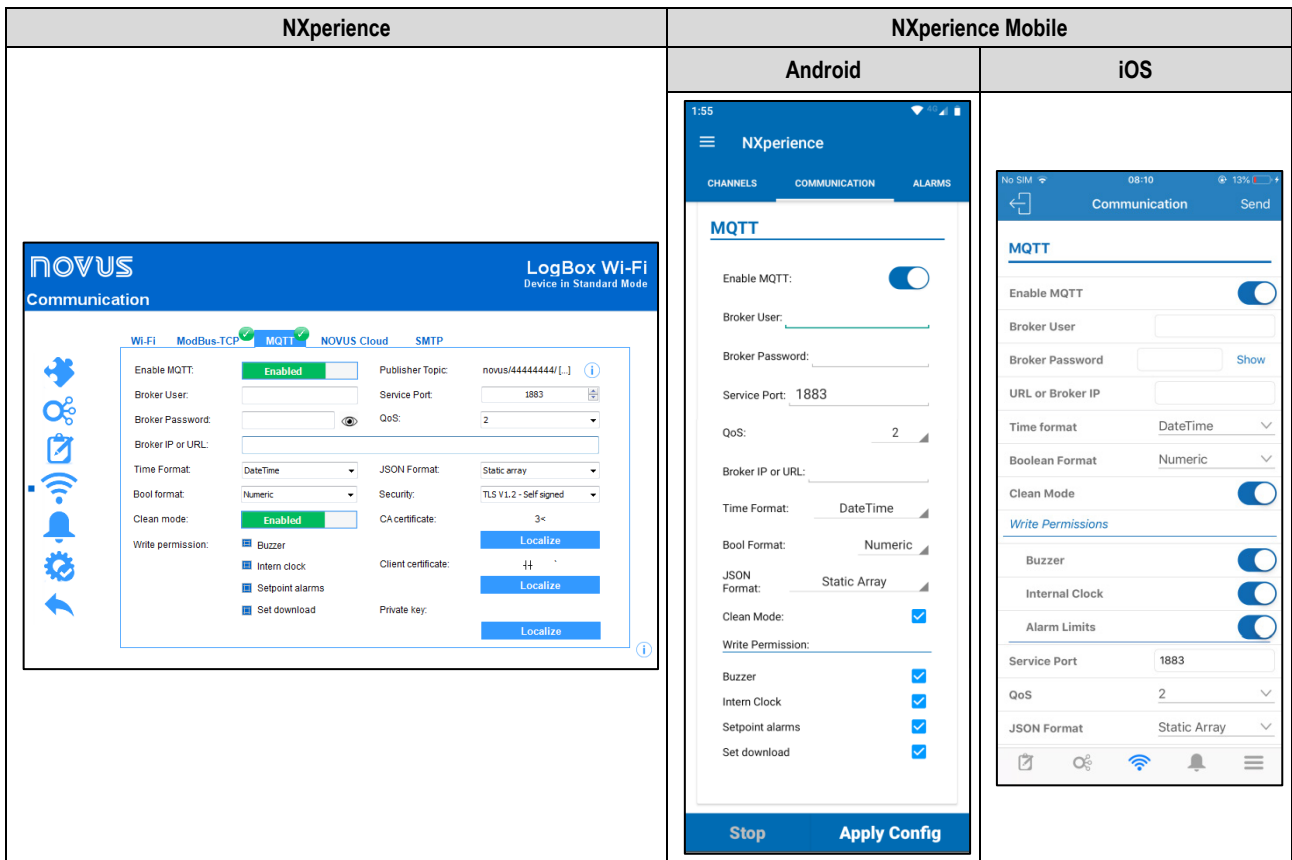 NXperience
NXperience Mobile
Android
iOS
novus
LogBox Wi-Fi
Device in Standard Mode
Communication
Wi-Fi ModBus-TCP MQTT NOVUS Cloud SMTP
Enable MQTT: Enabled Publisher Topic: novus/44444444/ [...]
Broker User: Service Port: 1883
Broker Password: QoS: 2
Broker IP or URL:
Time Format: DateTime JSON Format: Static array
Bool format: Numeric Security: TLS V1.2 - Self signed
Clean mode: Enabled CA certificate: 3<
Localize
Write permission: Buzzer
Intern clock Client certificate:
Setpoint alarms Localize
Set download Private key:
Localize
1:55 4G
NXperience
CHANNELS COMMUNICATION ALARMS
MQTT
Enable MQTT:
Broker User:
Broker Password:
Service Port: 1883
QoS: 2
Broker IP or URL:
Time Format: DateTime
Bool Format: Numeric
JSON
Format: Static Array
Clean Mode:
Write Permission:
Buzzer
Intern Clock
Setpoint alarms
Set download
Stop Apply Config
No SIM 08:10 13%
Communication Send
MQTT
Enable MQTT
Broker User
Broker Password Show
URL or Broker IP
Time format DateTime
Boolean Format Numeric
Clean Mode
Write Permissions
Buzzer
Internal Clock
Alarm Limits
Service Port 1883
QoS 2
JSON Format Static Array